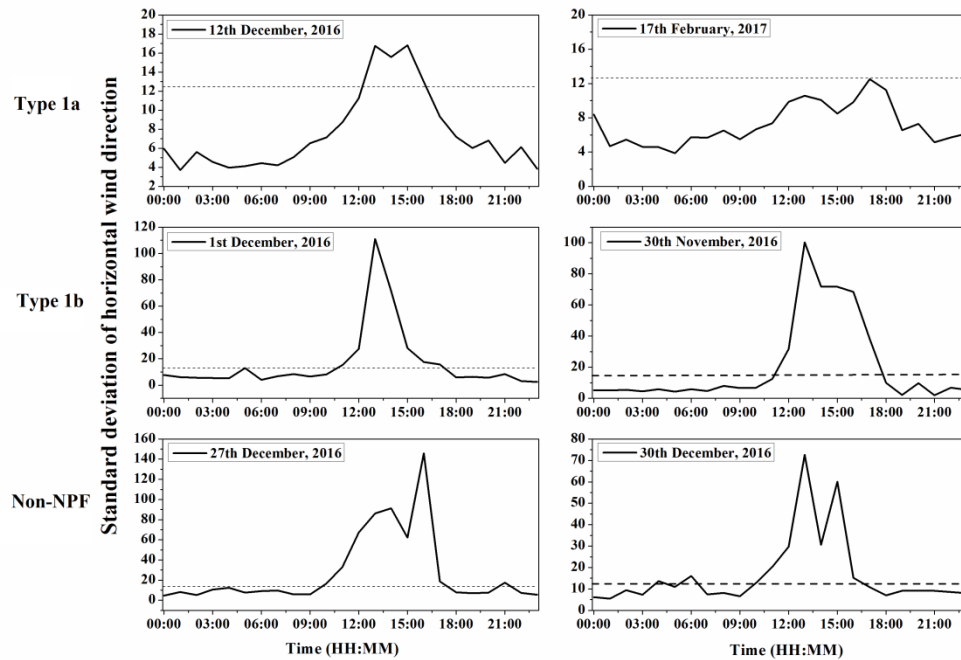 Standard deviation of horizontal wind direction
Type 1a
12th December, 2016
20
18
16
14
12
10
8
6
4
2
00:00 03:00 06:00 09:00 12:00 15:00 18:00 21:00
17th February, 2017
20
16
12
8
4
0
00:00 03:00 06:00 09:00 12:00 15:00 18:00 21:00
Type 1b
1st December, 2016
120
100
80
60
40
20
0
00:00 03:00 06:00 09:00 12:00 15:00 18:00 21:00
30th November, 2016
100
80
60
40
20
0
00:00 03:00 06:00 09:00 12:00 15:00 18:00 21:00
Non-NPF
27th December, 2016
160
140
120
100
80
60
40
20
0
00:00 03:00 06:00 09:00 12:00 15:00 18:00 21:00
Time (HH:MM)
30th December, 2016
80
70
60
50
40
30
20
10
0
00:00 03:00 06:00 09:00 12:00 15:00 18:00 21:00
Time (HH:MM)